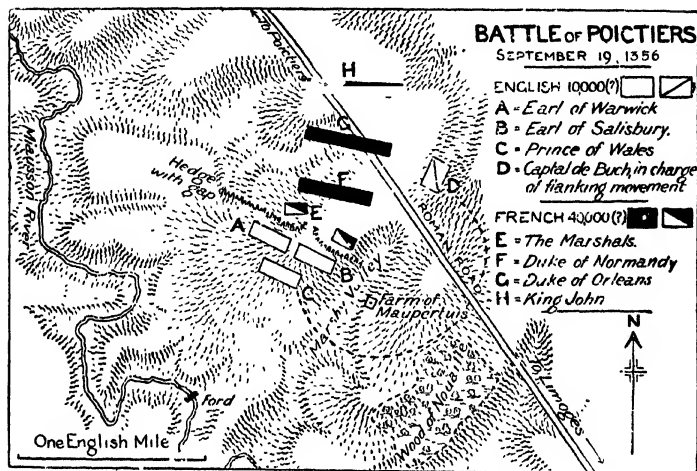 BATTLE OF POICTIERS
SEPTEMBER 19, 1356
ENGLISH 10,000(?)
A = Earl of Warwick
B = Earl of Salisbury.
C = Prince of Wales
D = Captal de Buch, in charge
of flanking movement
FRENCH 40,000(?)
E = The Marshals.
F = Duke of Normandy
G = Duke of Orleans
H = King John
N
To Poictiers
H
G
F
D
Hedge
with gap
E
A
B
C
Marshy Valley
Farm of
Maupertuis
ROMAN ROAD
Wood of
To Limoges
River
Ford
One English Mile